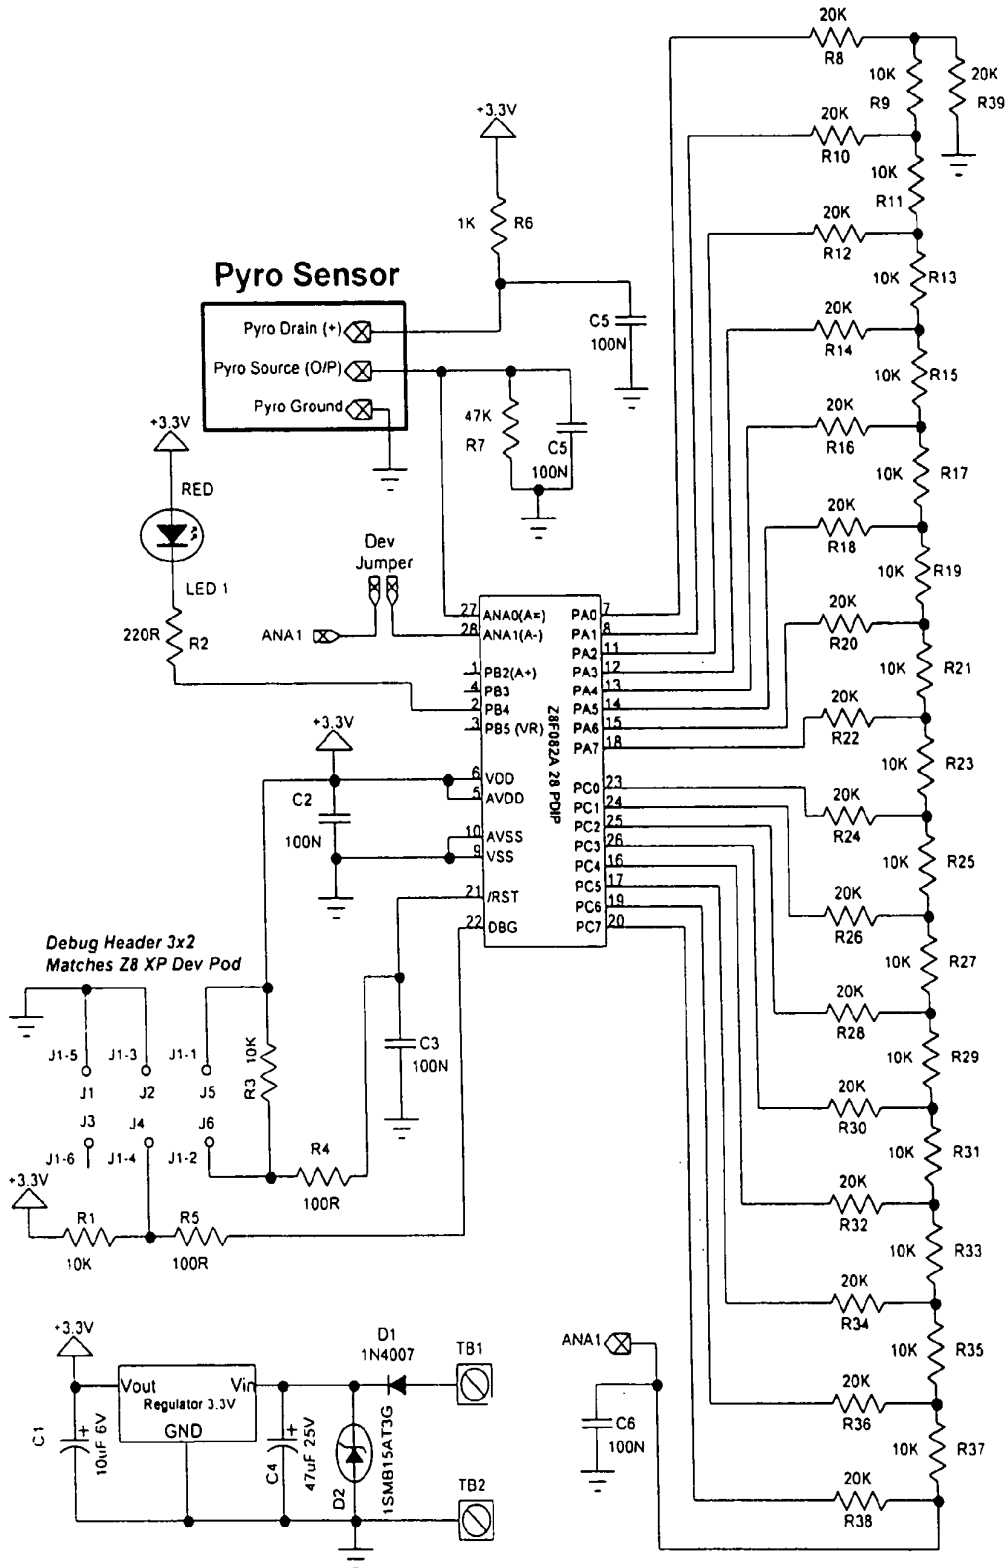 20K
R8
10K
R9
20K
R39
+3.3V
20K
R10
10K
R11
1K
R6
20K
R12
10K
R13
Pyro Sensor
Pyro Drain (+)
Pyro Source (O/P)
Pyro Ground
C5
100N
20K
R14
10K
R15
47K
R7
C5
100N
20K
R16
10K
R17
+3.3V
RED
LED 1
220R
R2
20K
R18
10K
R19
Dev
Jumper
ANA1
27 ANA0(A=)
28 ANA1(A-)
1 PB2(A+)
4 PB3
2 PB4
3 PB5 (VR)
6 VDD
5 AVDD
10 AVSS
9 VSS
21 /RST
22 DBG
Z8F082A 28 PDIP
PA0 7
PA1 8
PA2 11
PA3 12
PA4 13
PA5 14
PA6 15
PA7 18
PC0 23
PC1 24
PC2 25
PC3 26
PC4 16
PC5 17
PC6 19
PC7 20
20K
R20
10K
R21
20K
R22
10K
R23
20K
R24
10K
R25
20K
R26
10K
R27
20K
R28
10K
R29
20K
R30
10K
R31
20K
R32
10K
R33
20K
R34
10K
R35
20K
R36
10K
R37
20K
R38
+3.3V
C2
100N
Debug Header 3x2
Matches Z8 XP Dev Pod
J1-5
J1-3
J1-1
J1
J2
J5
J3
J4
J6
J1-6
J1-4
J1-2
R3 10K
C3
100N
R4
100R
+3.3V
R1
10K
R5
100R
+3.3V
Vout
Vin
Regulator 3.3V
GND
C1
10uF 6V
C4
47uF 25V
D2
1SMB15AT3G
D1
1N4007
TB1
TB2
ANA1
C6
100N